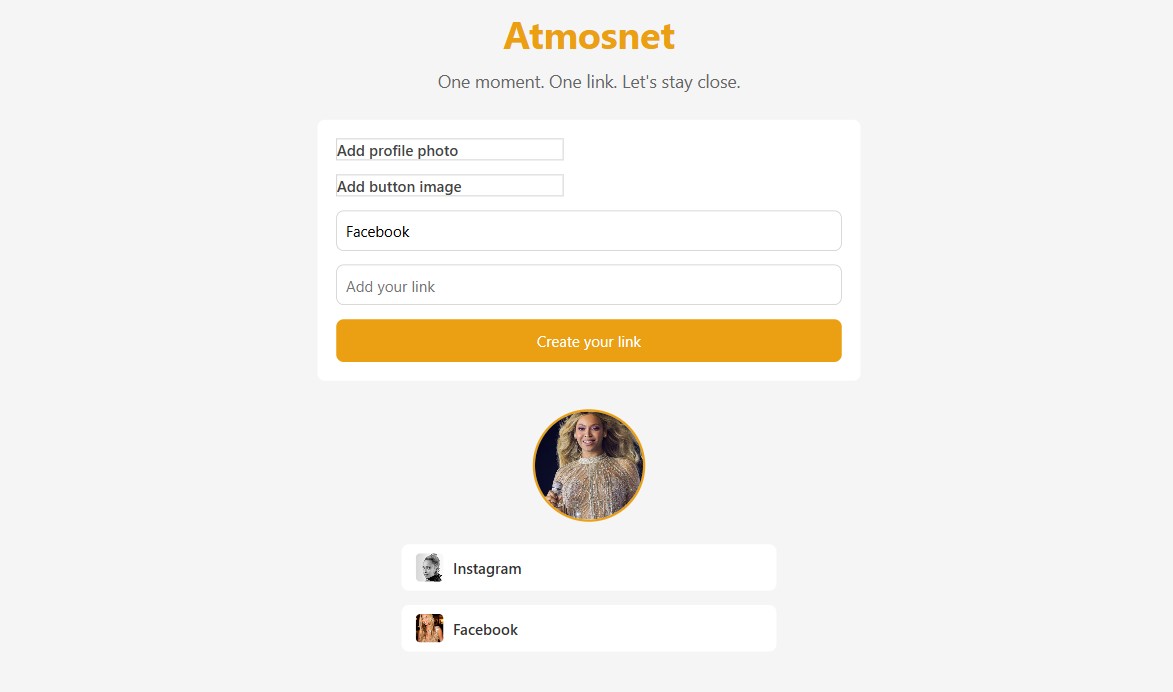 Atmosnet
One moment. One link. Let's stay close.
Add profile photo
Add button image
Facebook
Add your link
Create your link
Instagram
Facebook